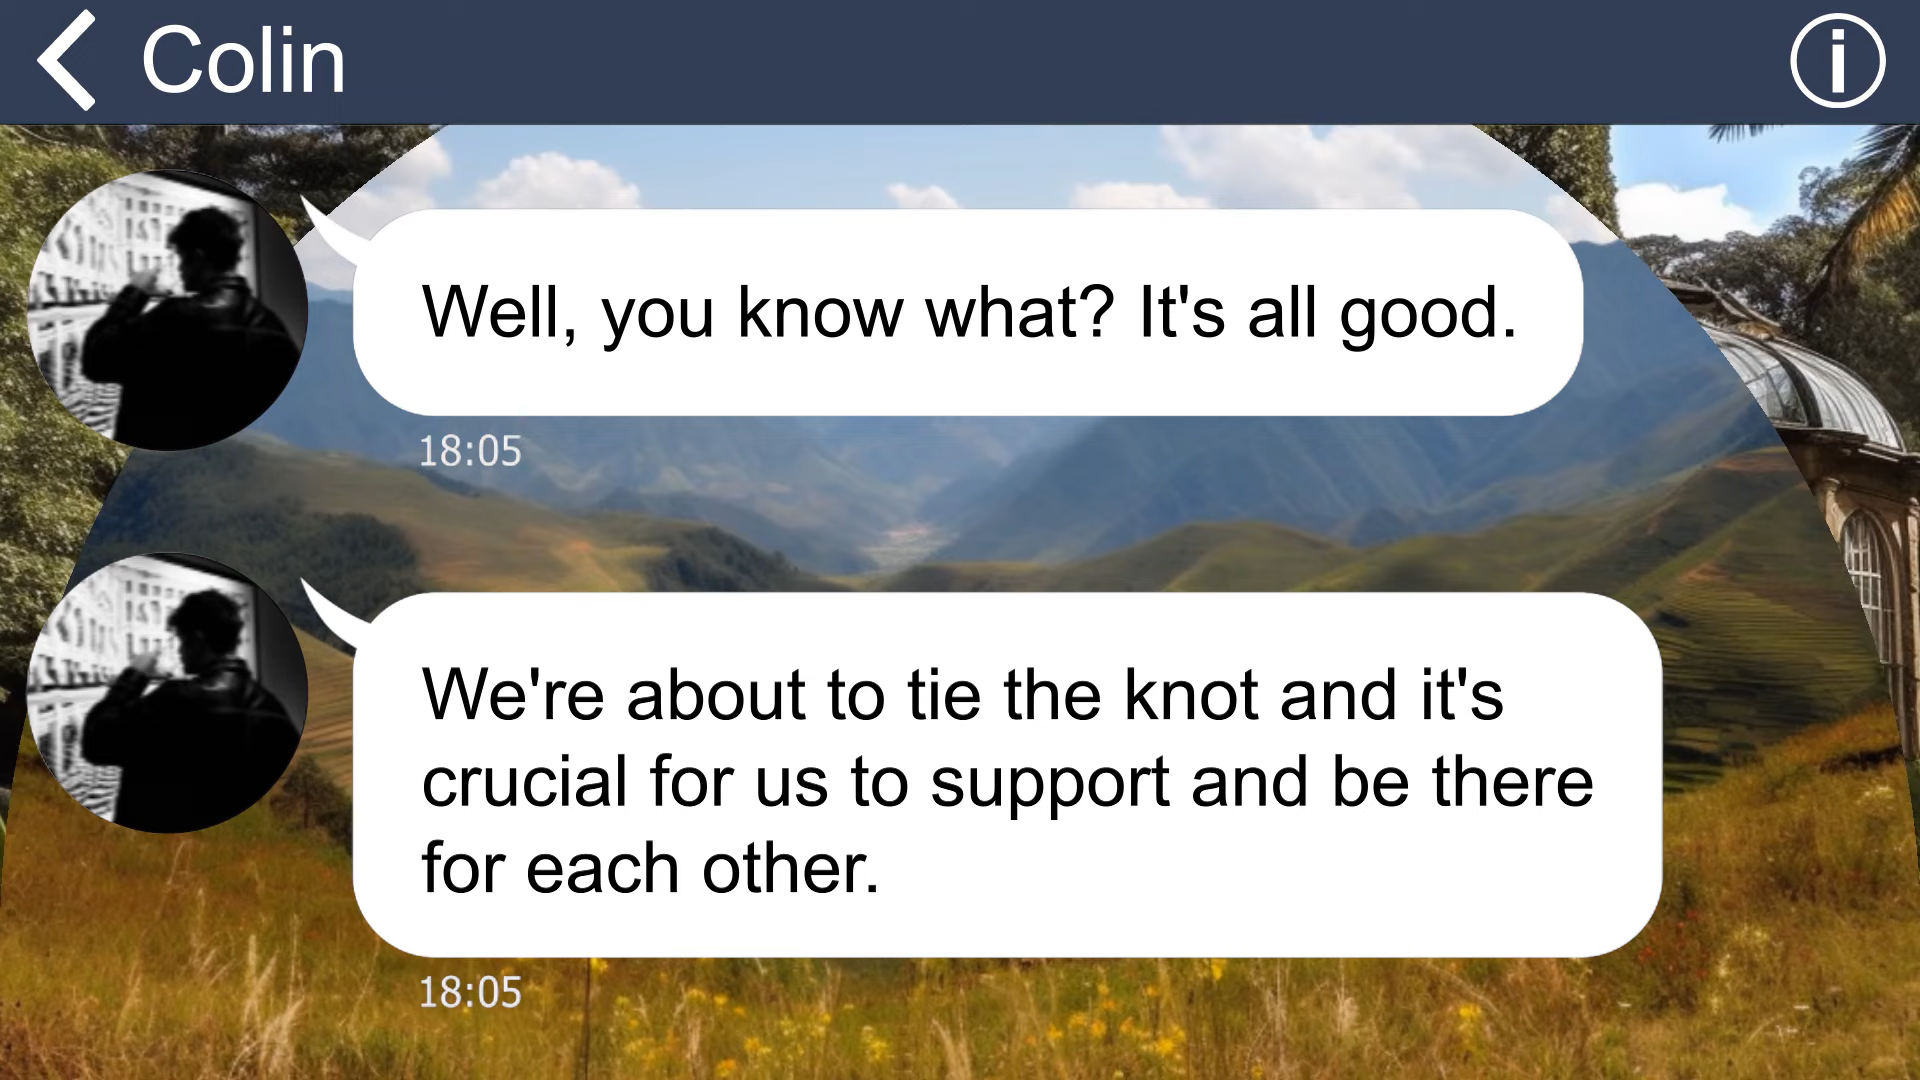 Colin
Well, you know what? It's all good.
18:05
We're about to tie the knot and it's
crucial for us to support and be there
for each other.
18:05